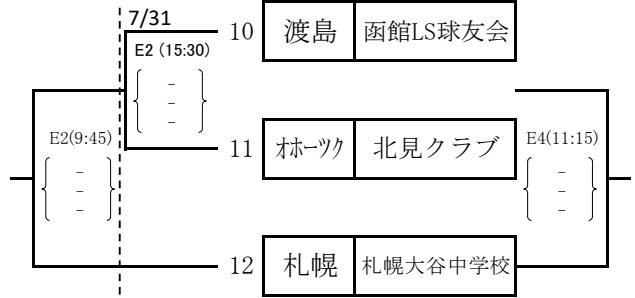 7/31
10 渡島 函館LS球友会
E2 (15:30)
-
-
-
E2(9:45)
-
-
-
11 ｵﾎｰﾂｸ 北見クラブ
E4(11:15)
-
-
-
12 札幌 札幌大谷中学校